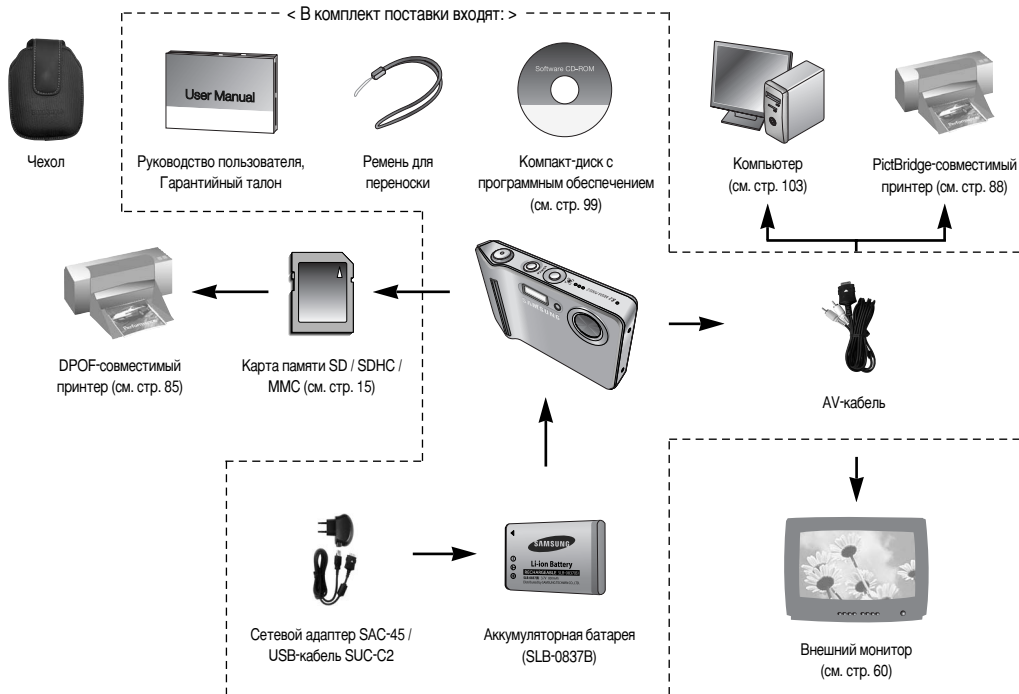 < В комплект поставки входят: >
User Manual
Software CD-ROM
Чехол
Руководство пользователя,
Гарантийный талон
Ремень для
переноски
Компакт-диск с
программным обеспечением
(см. стр. 99)
Компьютер
(см. стр. 103)
PictBridge-совместимый
принтер (см. стр. 88)
SAMSUNG
DPOF-совместимый
принтер (см. стр. 85)
Карта памяти SD / SDHC /
MMC (см. стр. 15)
AV-кабель
SAMSUNG
Li-ion Battery
RECHARGEABLE
Сетевой адаптер SAC-45 /
USB-кабель SUC-C2
Аккумуляторная батарея
(SLB-0837B)
Внешний монитор
(см. стр. 60)